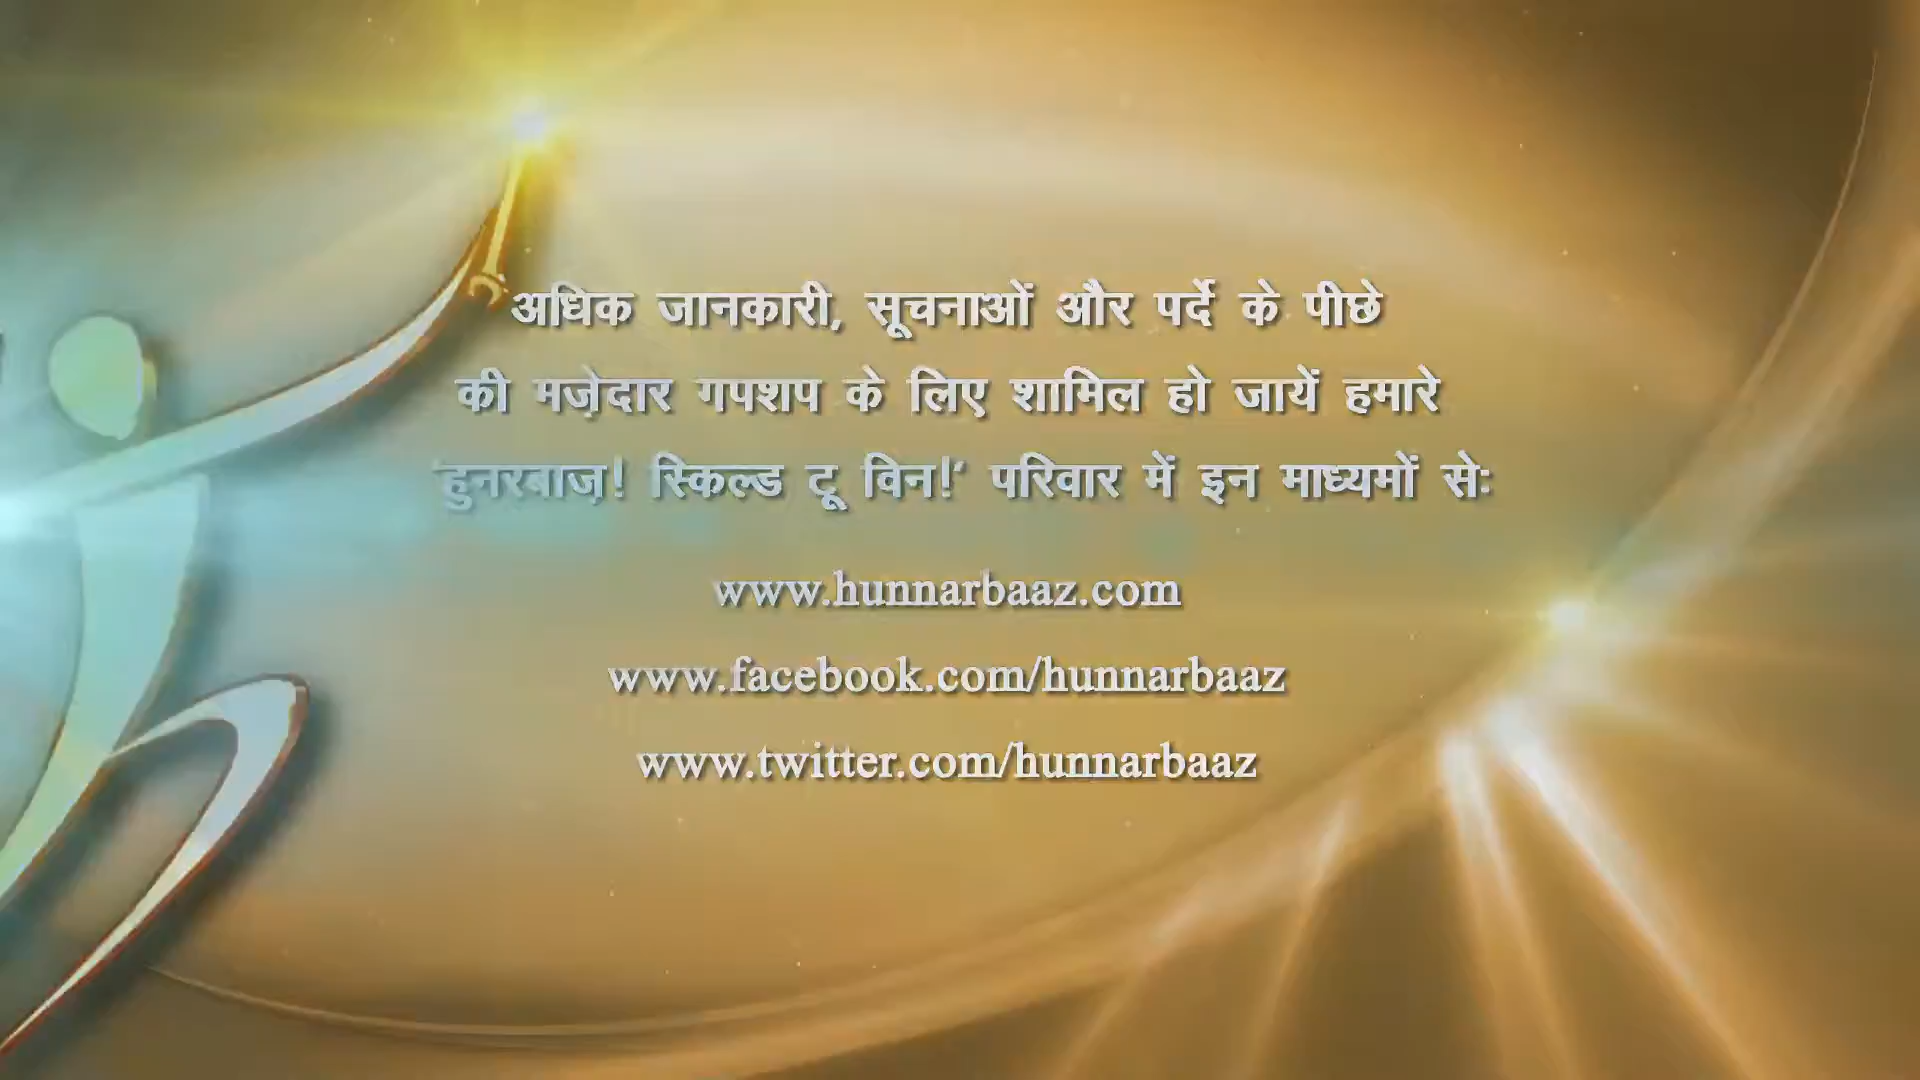 अधिक जानकारी, सूचनाओं और पर्दे के पीछे
की मज़ेदार गपशप के लिए शामिल हो जायें हमारे
'हुनरबाज़! स्किल्ड टू विन!' परिवार में इन माध्यमों से:
www.hunnarbaaz.com
www.facebook.com/hunnarbaaz
www.twitter.com/hunnarbaaz